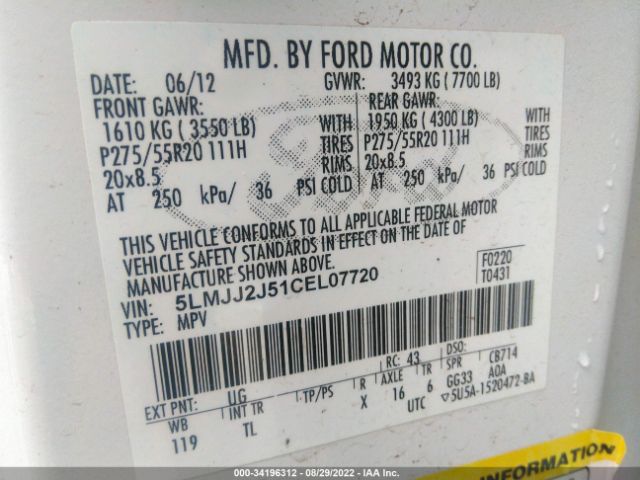 MFD. BY FORD MOTOR CO.
DATE: 06/12 GVWR: 3493 KG ( 7700 LB)
FRONT GAWR: REAR GAWR:
1610 KG ( 3550 LB) WITH 1950 KG ( 4300 LB) WITH
P275/55R20 111H TIRES P275/55R20 111H TIRES
20x8.5 RIMS 20x8.5 RIMS
AT 250 kPa/ 36 PSI COLD AT 250 kPa/ 36 PSI COLD
THIS VEHICLE CONFORMS TO ALL APPLICABLE FEDERAL MOTOR
VEHICLE SAFETY STANDARDS IN EFFECT ON THE DATE OF
MANUFACTURE SHOWN ABOVE.
F0220
T0431
VIN: 5LMJJ2J51CEL07720
TYPE: MPV
EXT PNT: UG RC: 43 DSO:
WB INT TR TP/PS R AXLE TR SPR CB714
119 TL X 16 6 GG33 AOA
UTC 5U5A-1520472-BA
INFORMATION
000-34196312 - 08/29/2022 - IAA Inc.